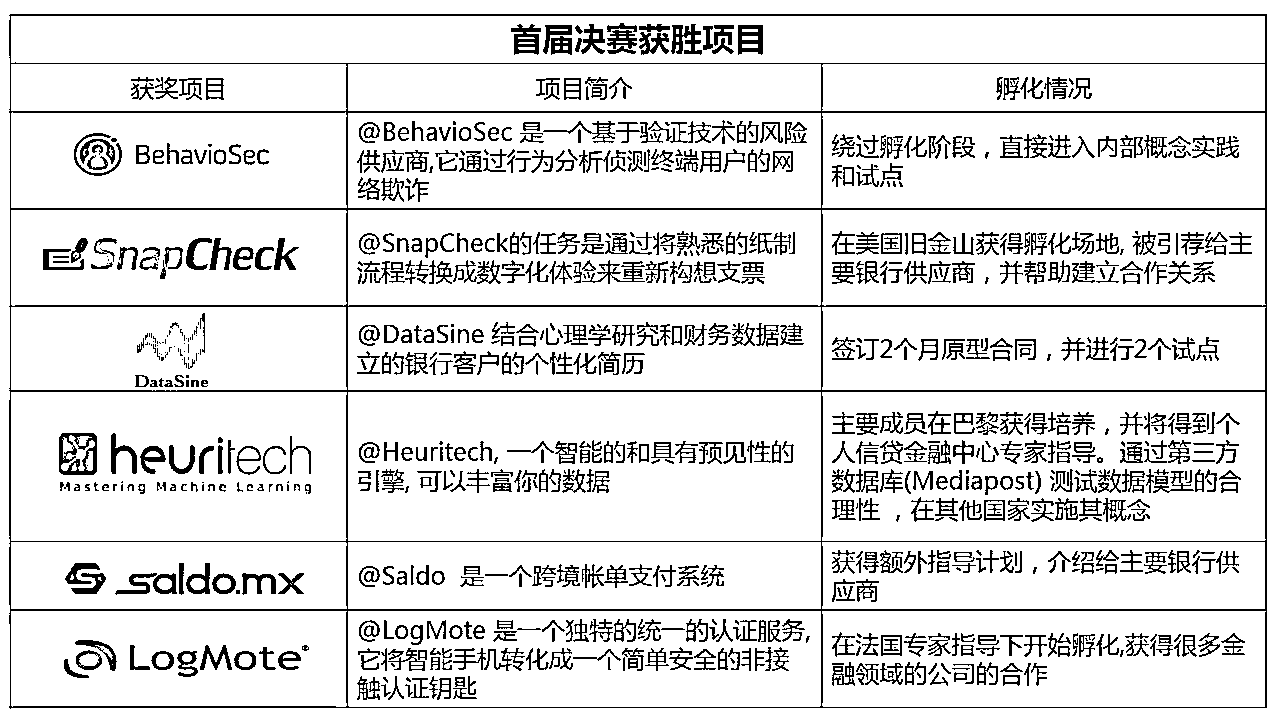 首届决赛获胜项目
获奖项目
项目简介
孵化情况
BehavioSec
@BehavioSec 是一个基于验证技术的风险
供应商,它通过行为分析侦测终端用户的网
络欺诈
绕过孵化阶段，直接进入内部概念实践
和试点
SnapCheck
@SnapCheck的任务是通过将熟悉的纸制
流程转换成数字化体验来重新构想支票
在美国旧金山获得孵化场地, 被引荐给主
要银行供应商，并帮助建立合作关系
DataSine
@DataSine 结合心理学研究和财务数据建
立的银行客户的个性化简历
签订2个月原型合同，并进行2个试点
heuritech
Mastering Machine Learning
@Heuritech, 一个智能的和具有预见性的
引擎, 可以丰富你的数据
主要成员在巴黎获得培养，并将得到个
人信贷金融中心专家指导。通过第三方
数据库(Mediapost) 测试数据模型的合
理性 ，在其他国家实施其概念
saldo.mx
@Saldo 是一个跨境帐单支付系统
获得额外指导计划，介绍给主要银行供
应商
LogMote®
@LogMote 是一个独特的统一的认证服务,
它将智能手机转化成一个简单安全的非接
触认证钥匙
在法国专家指导下开始孵化,获得很多金
融领域的公司的合作